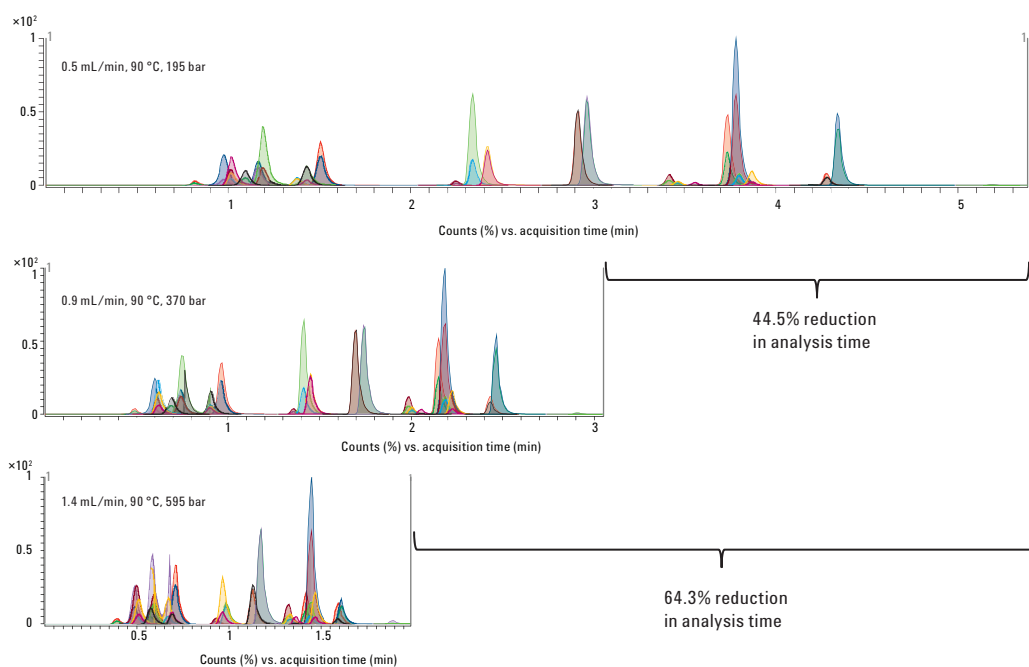 ×10²
1
1
1
0.5 mL/min, 90 °C, 195 bar
0.5
0
1
2
3
4
5
Counts (%) vs. acquisition time (min)
×10²
1
1
0.9 mL/min, 90 °C, 370 bar
0.5
0
1
2
3
Counts (%) vs. acquisition time (min)
44.5% reduction
in analysis time
×10²
1
1
1.4 mL/min, 90 °C, 595 bar
0.5
0
0.5
1
1.5
Counts (%) vs. acquisition time (min)
64.3% reduction
in analysis time